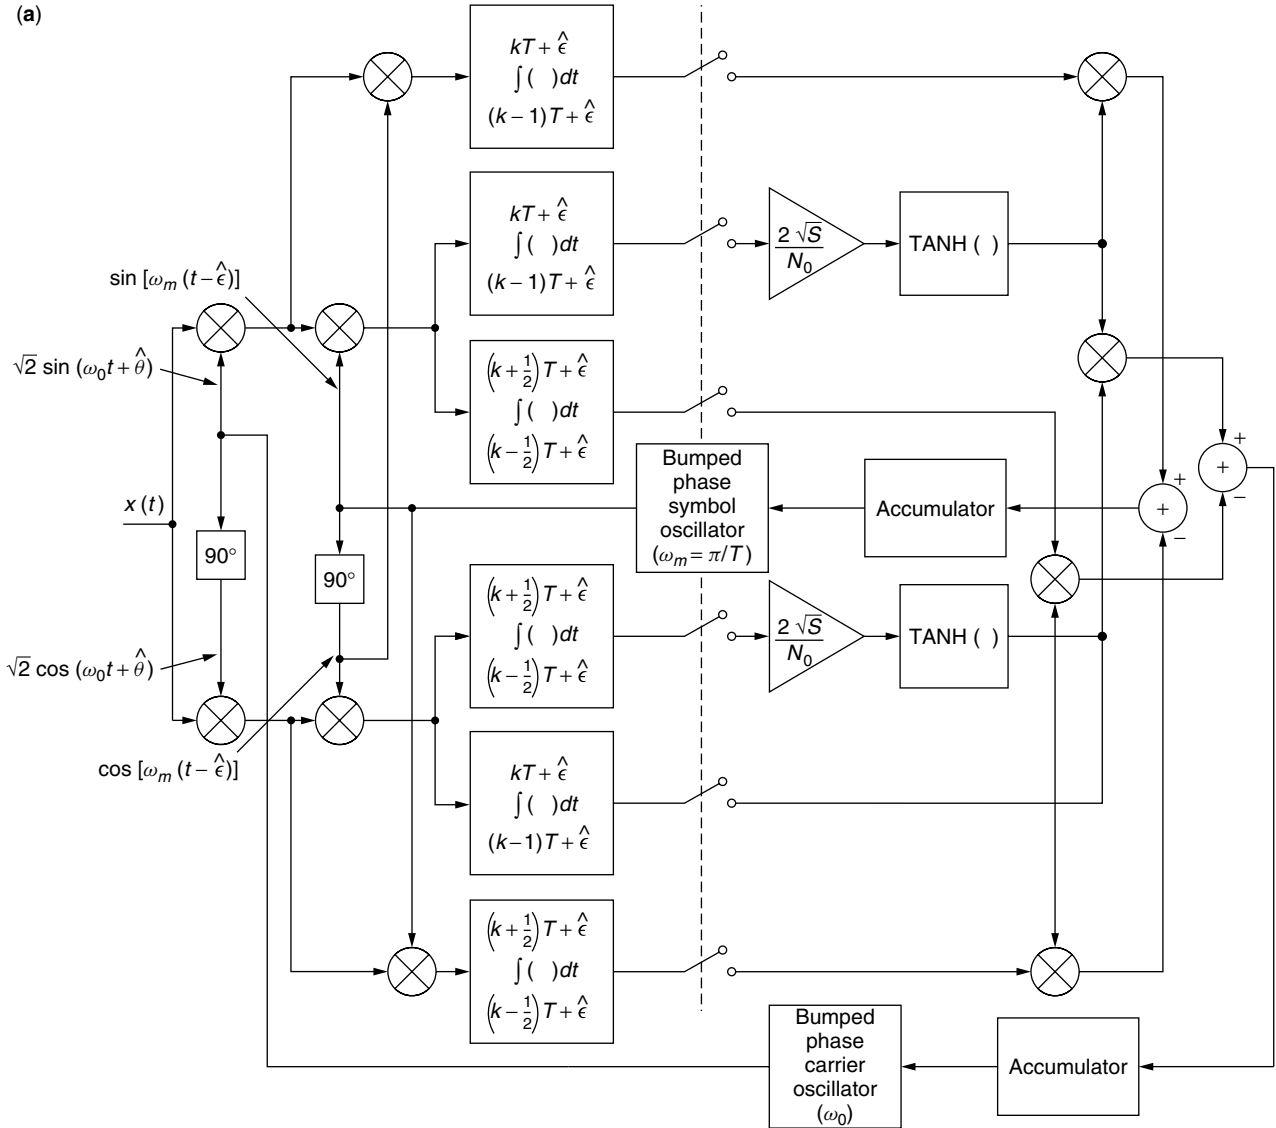 (a)
kT + ε̂
∫( )dt
(k − 1)T + ε̂
kT + ε̂
∫( )dt
(k − 1)T + ε̂
2 √S
N₀
TANH ( )
sin [ωₘ (t − ε̂)]
√2 sin (ω₀t + θ̂)
(k + 1/2) T + ε̂
∫( )dt
(k − 1/2) T + ε̂
x (t)
90°
90°
Bumped
phase
symbol
oscillator
(ωₘ = π/T)
Accumulator
+
+
−
+
+
−
(k + 1/2) T + ε̂
∫( )dt
(k − 1/2) T + ε̂
2 √S
N₀
TANH ( )
√2 cos (ω₀t + θ̂)
cos [ωₘ (t − ε̂)]
kT + ε̂
∫( )dt
(k − 1)T + ε̂
(k + 1/2) T + ε̂
∫( )dt
(k − 1/2) T + ε̂
Bumped
phase
carrier
oscillator
(ω₀)
Accumulator